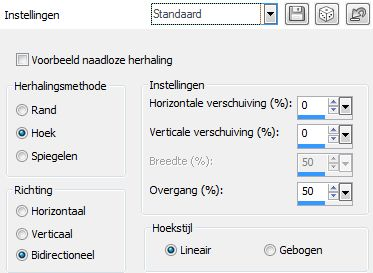 Instellingen
Standaard
Voorbeeld naadloze herhaling
Herhalingsmethode
Rand
Hoek
Spiegelen
Richting
Horizontaal
Verticaal
Bidirectioneel
Instellingen
Horizontale verschuiving (%): 0
Verticale verschuiving (%): 0
Breedte (%): 50
Overgang (%): 50
Hoekstijl
Lineair
Gebogen